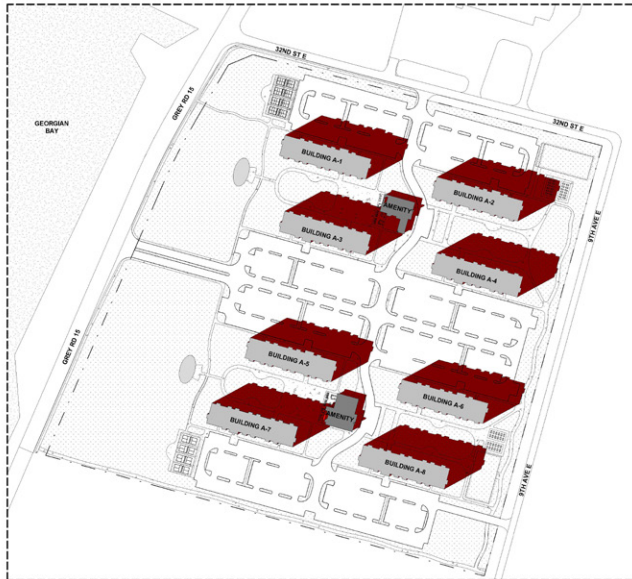 32ND ST E
GREY RD 15
GEORGIAN
BAY
32ND ST E
BUILDING A-1
BUILDING A-2
AMENITY
BUILDING A-3
9TH AVE E
BUILDING A-4
GREY RD 15
BUILDING A-5
BUILDING A-6
BUILDING A-7
AMENITY
BUILDING A-8
9TH AVE E